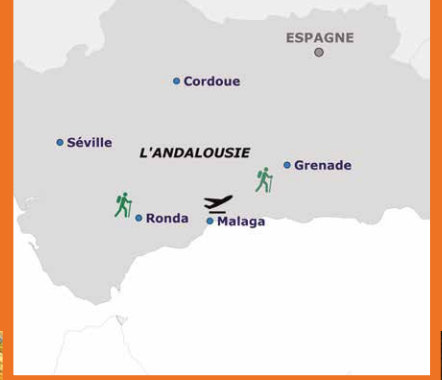 ESPAGNE
Cordoue
Séville
L'ANDALOUSIE
Grenade
Ronda
Malaga